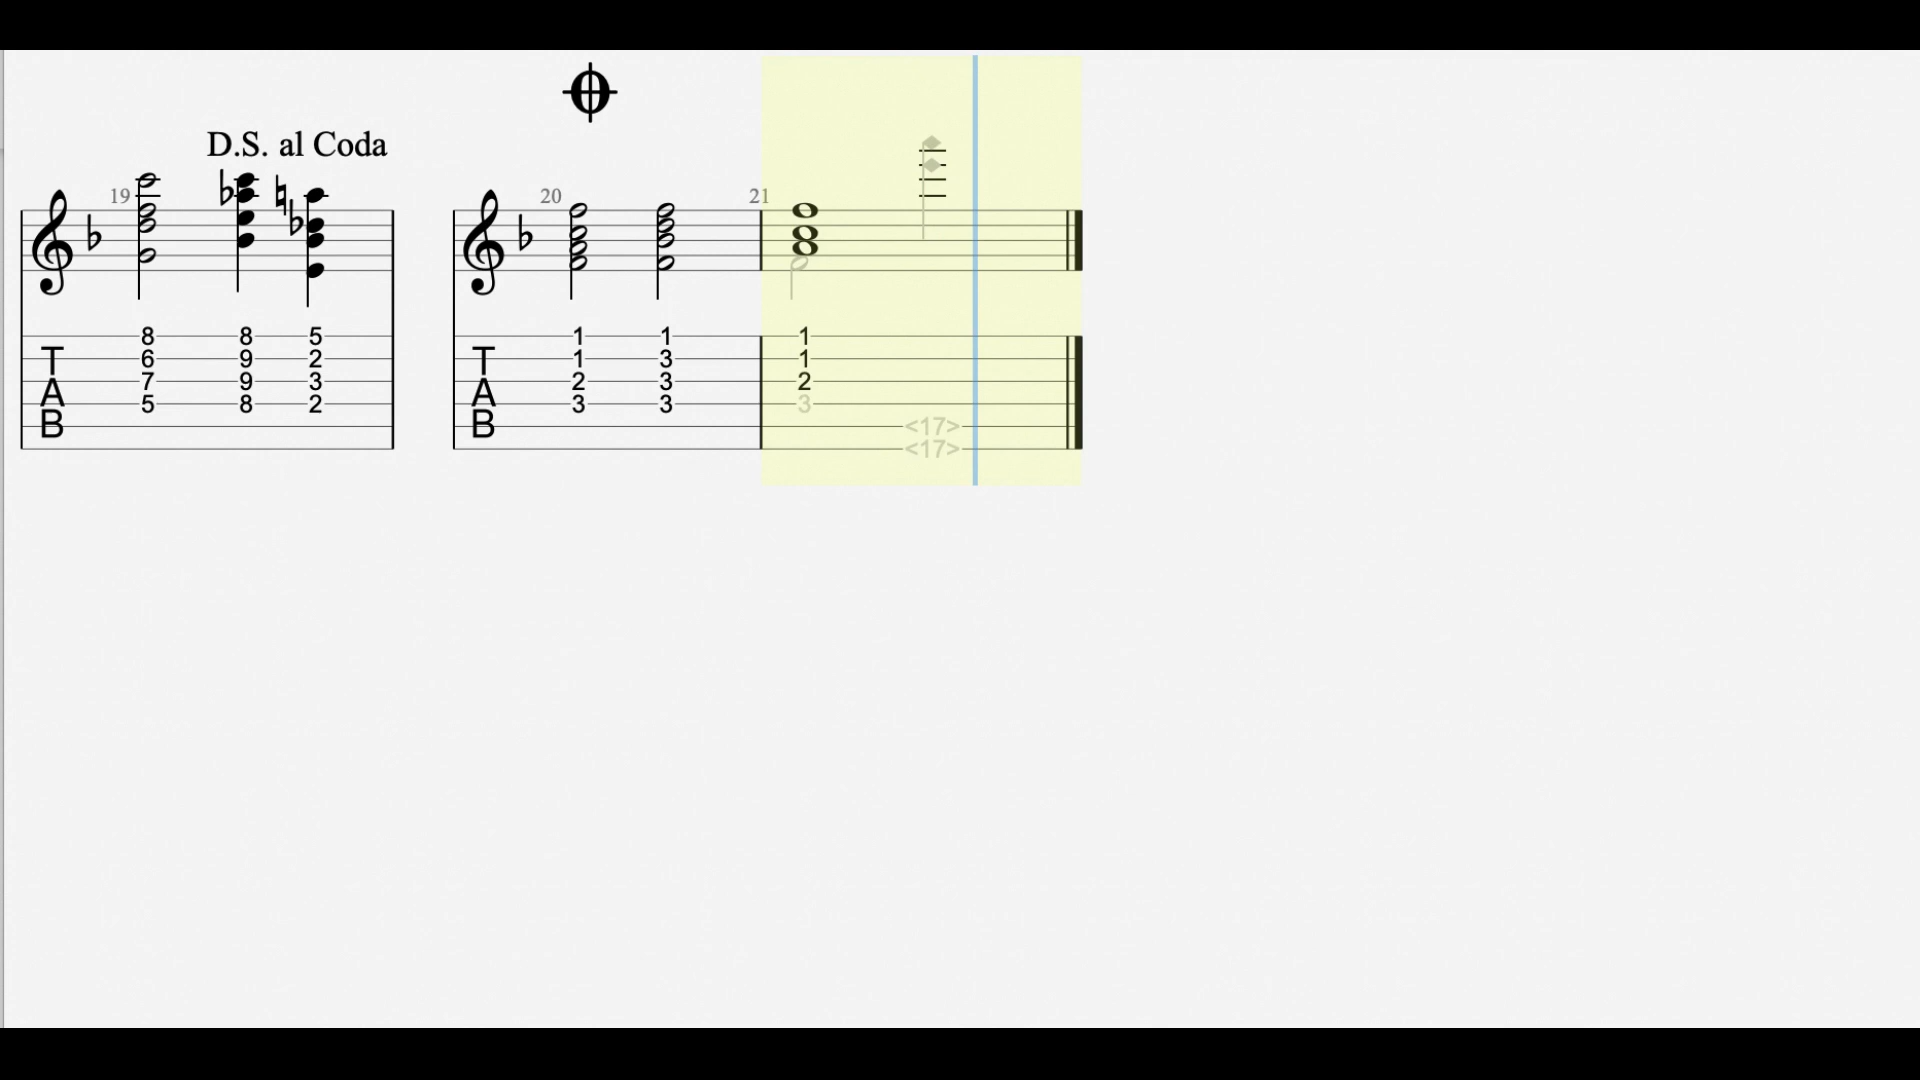 D.S. al Coda
19
20
21
8 8 5 1 1 1
T 6 9 2 T 1 3 1
7 9 3 2 3 2
A 5 8 2 A 3 3 3
B B <17>
<17>